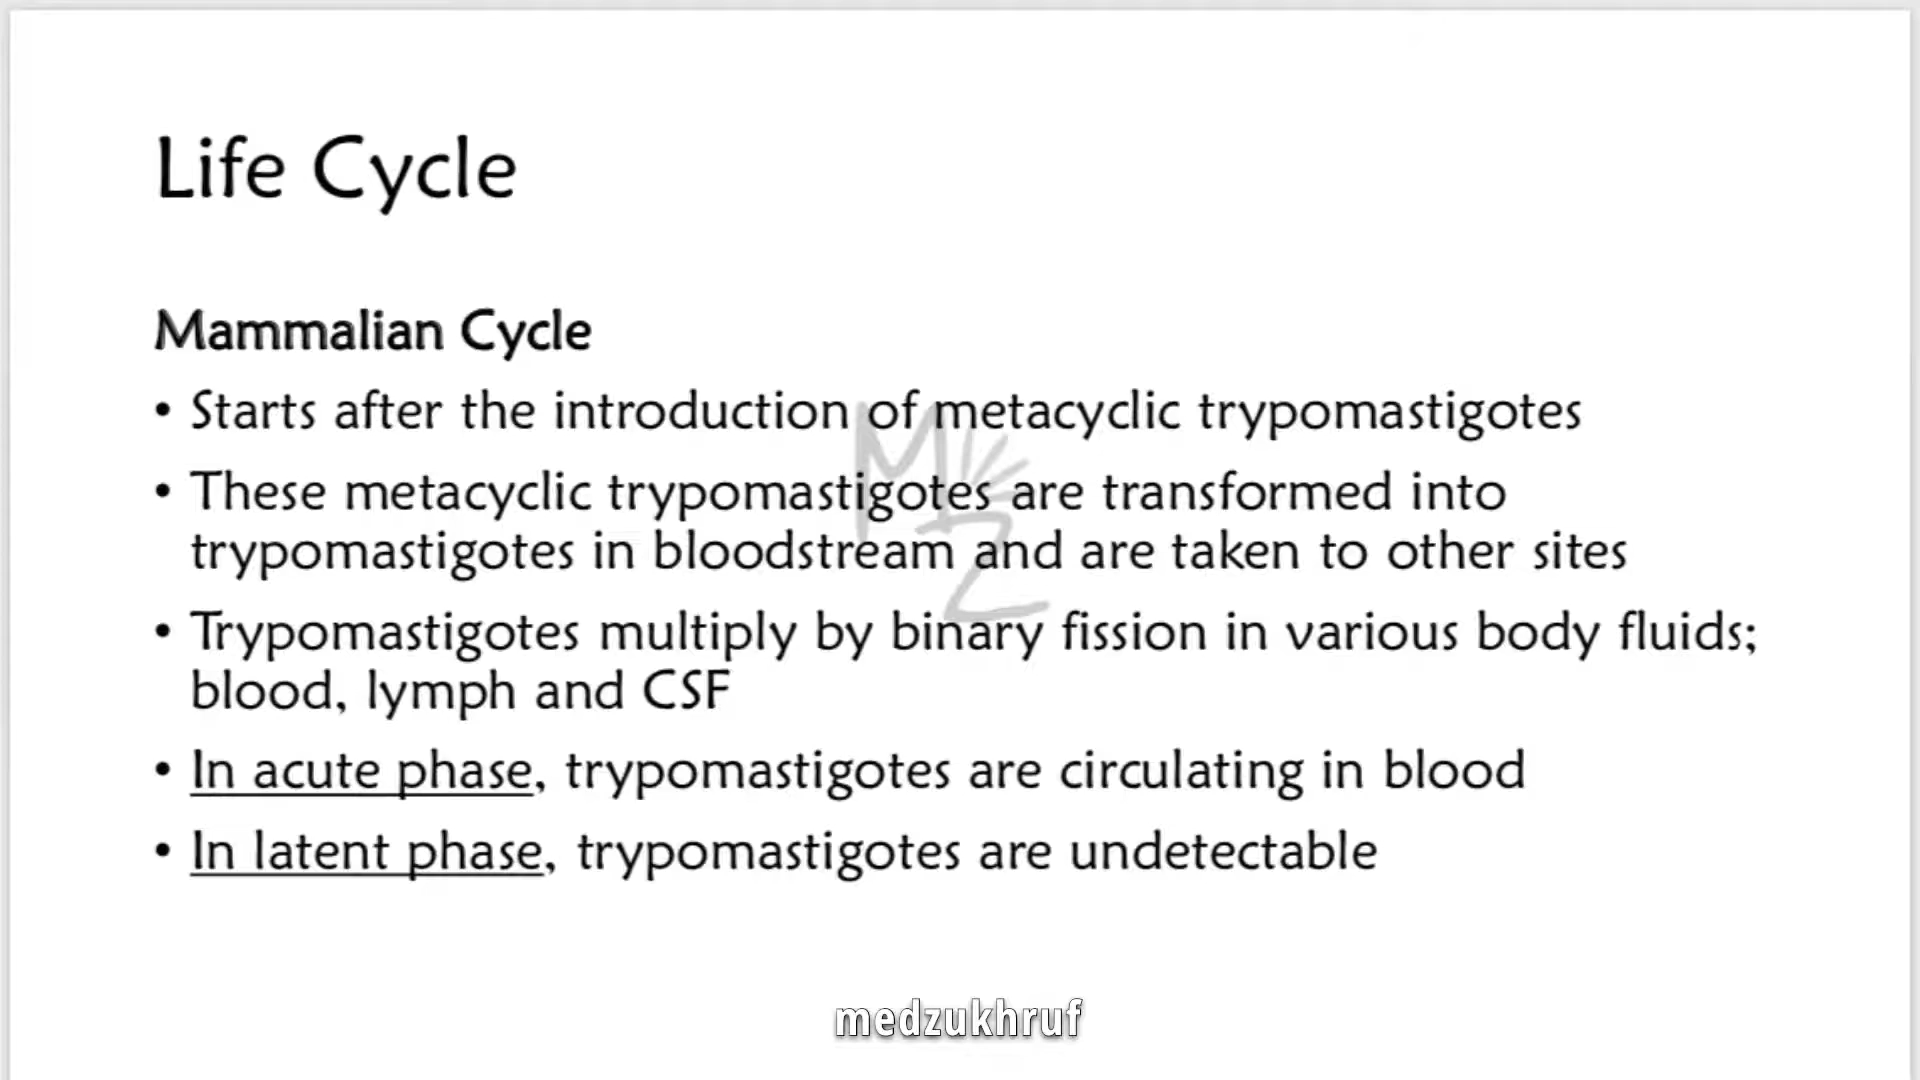 Life Cycle
Mammalian Cycle
• Starts after the introduction of metacyclic trypomastigotes
• These metacyclic trypomastigotes are transformed into
trypomastigotes in bloodstream and are taken to other sites
• Trypomastigotes multiply by binary fission in various body fluids;
blood, lymph and CSF
• In acute phase, trypomastigotes are circulating in blood
• In latent phase, trypomastigotes are undetectable
MZ
medzukhruf